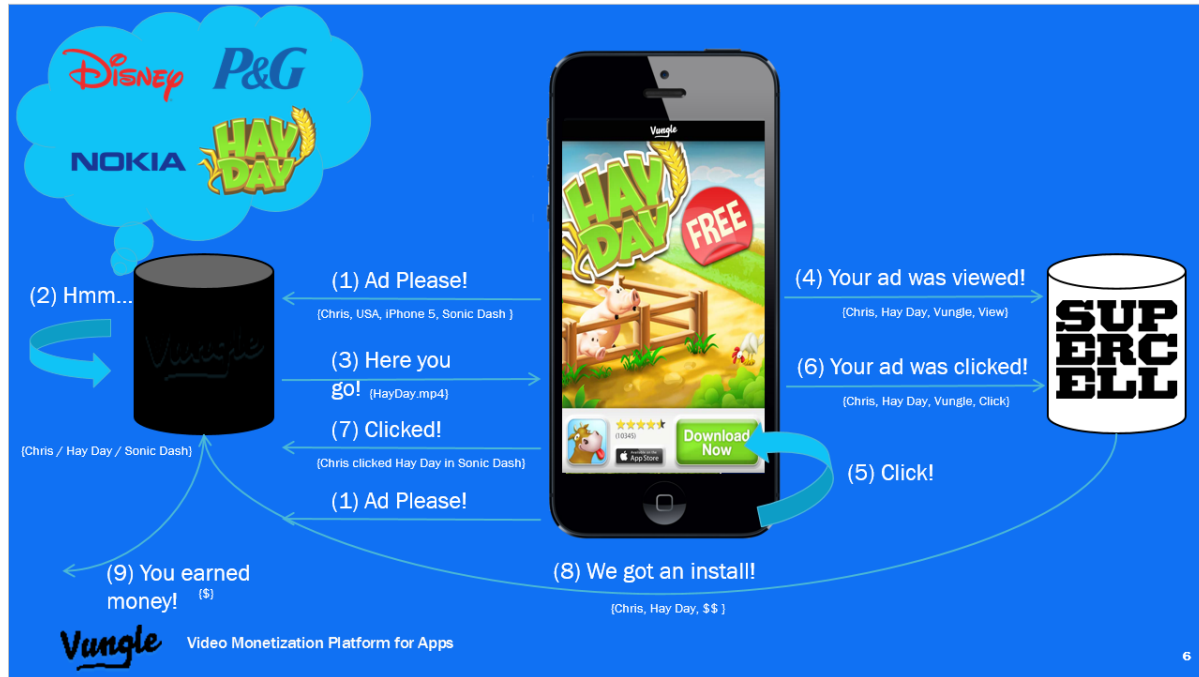 DISNEY P&G
NOKIA HAY DAY
(2) Hmm...
Vungle
{Chris / Hay Day / Sonic Dash}
(1) Ad Please!
{Chris, USA, iPhone 5, Sonic Dash }
(3) Here you
go! {HayDay.mp4}
(7) Clicked!
{Chris clicked Hay Day in Sonic Dash}
(1) Ad Please!
Vungle
HAY
DAY
FREE
(10345)
Available on the
App Store
Download
Now
(4) Your ad was viewed!
{Chris, Hay Day, Vungle, View}
(6) Your ad was clicked!
{Chris, Hay Day, Vungle, Click}
(5) Click!
SUP
ERC
ELL
(8) We got an install!
{Chris, Hay Day, $$ }
(9) You earned
money! {$}
Vungle Video Monetization Platform for Apps
6